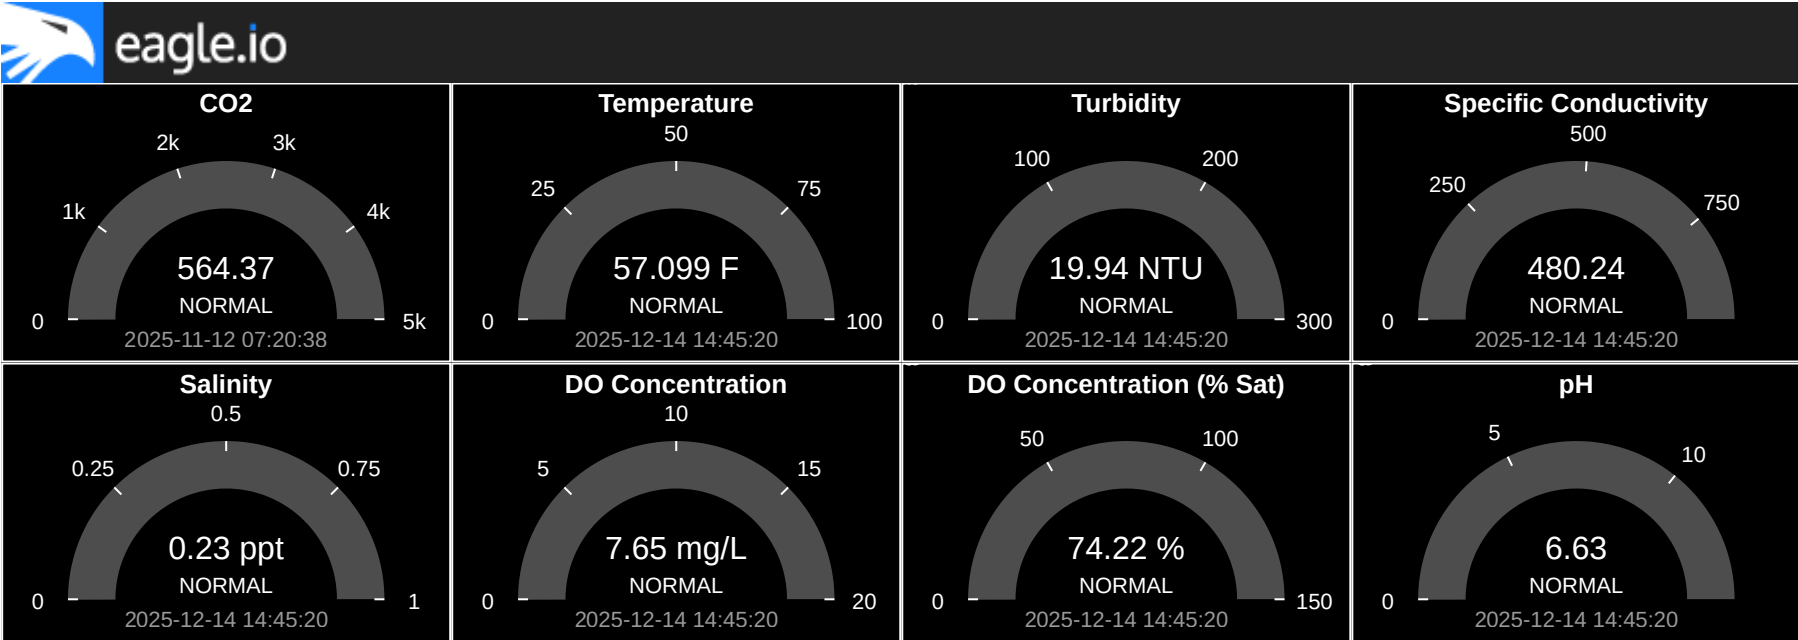 eagle.io
CO2
2k 3k
1k 4k
564.37
NORMAL
0 5k
2025-11-12 07:20:38
Temperature
50
25 75
57.099 F
NORMAL
0 100
2025-12-14 14:45:20
Turbidity
100 200
19.94 NTU
NORMAL
0 300
2025-12-14 14:45:20
Specific Conductivity
500
250 750
480.24
NORMAL
0
2025-12-14 14:45:20
Salinity
0.5
0.25 0.75
0.23 ppt
NORMAL
0 1
2025-12-14 14:45:20
DO Concentration
10
5 15
7.65 mg/L
NORMAL
0 20
2025-12-14 14:45:20
DO Concentration (% Sat)
50 100
74.22 %
NORMAL
0 150
2025-12-14 14:45:20
pH
5 10
6.63
NORMAL
0
2025-12-14 14:45:20